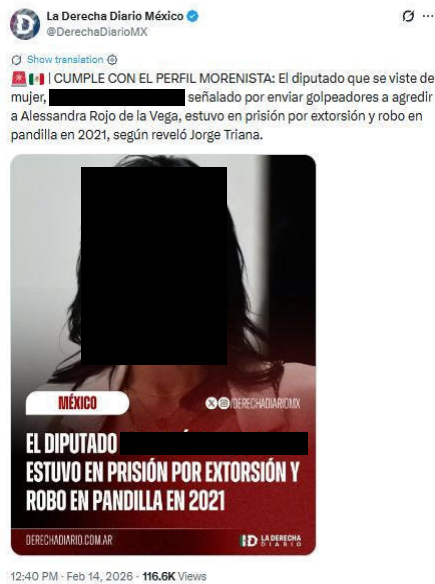 La Derecha Diario México
@DerechaDiarioMX
Show translation
| CUMPLE CON EL PERFIL MORENISTA: El diputado que se viste de
mujer, señalado por enviar golpeadores a agredir
a Alessandra Rojo de la Vega, estuvo en prisión por extorsión y robo en
pandilla en 2021, según reveló Jorge Triana.
MÉXICO
/DERECHADIARIOMX
EL DIPUTADO
ESTUVO EN PRISIÓN POR EXTORSIÓN Y
ROBO EN PANDILLA EN 2021
DERECHADIARIO.COM.AR
D LA DERECHA
DIARIO
12:40 PM · Feb 14, 2026 · 116.6K Views